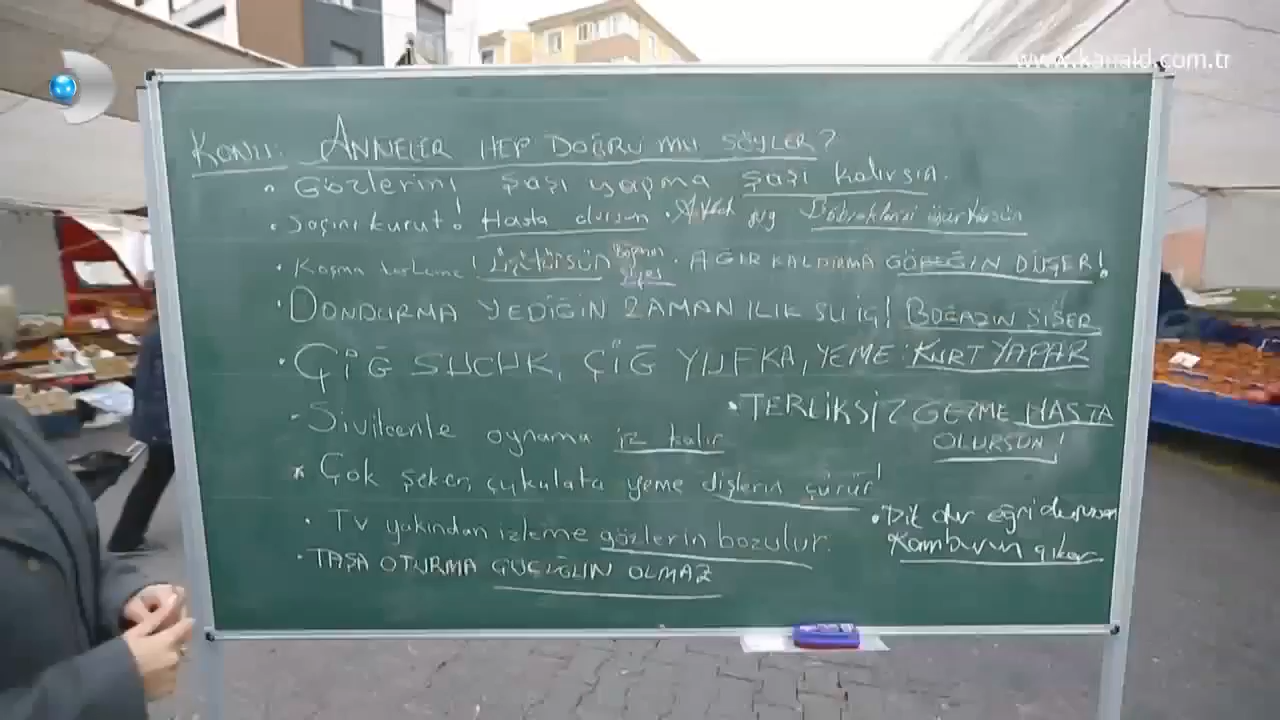 www.kanald.com.tr
KONU: ANNELER HEP DOĞRU MU SÖYLER?
• Gözlerini şaşı yapma şaşı kalırsın.
• Saçını kurut! Hasta olursun • Böbreklerini üşütürsün
• Koşma terleme! Üşütürsün • AĞIR KALDIRMA GÖBEĞİN DÜŞER!
• DONDURMA YEDİĞİN ZAMAN ILIK SU İÇ! BOĞAZIN ŞİŞER
• ÇİĞ SUCUK, ÇİĞ YUFKA, YEME: KURT YAPAR
• Sivilcenle oynama iz kalır
• TERLİKSİZ GEZME HASTA OLURSUN!
* Çok şeker, çukulata yeme dişlerin çürür!
• Tv yakından izleme gözlerin bozulur.
• Dik dur eğri durursan Kamburun çıkar
• TAŞA OTURMA ÇUÇUĞUN OLMAZ